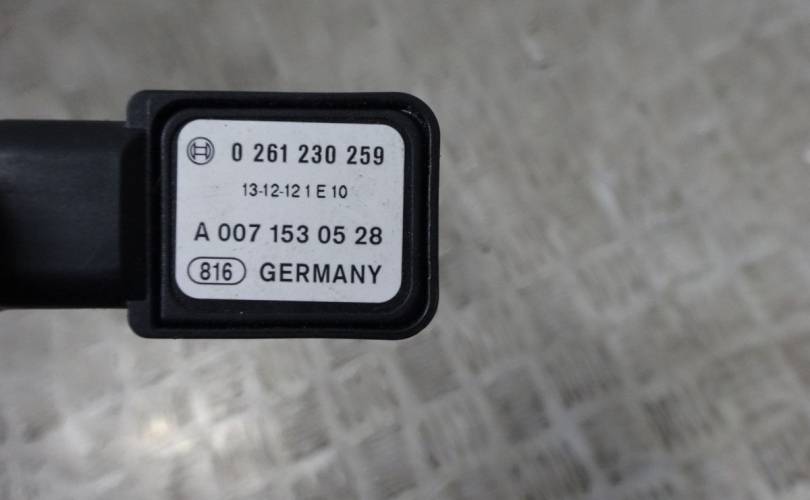 0 261 230 259
13-12-12 1 E 10
A 007 153 05 28
816 GERMANY